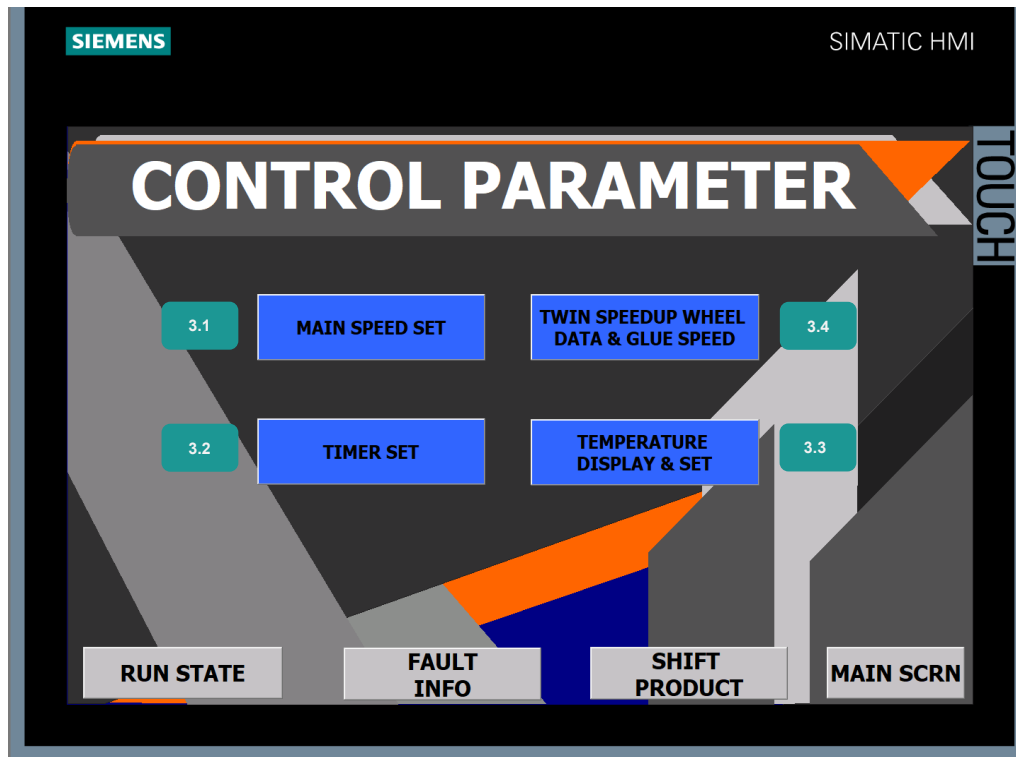 SIEMENS
SIMATIC HMI
TOUCH
CONTROL PARAMETER
3.1
MAIN SPEED SET
TWIN SPEEDUP WHEEL
DATA & GLUE SPEED
3.4
3.2
TIMER SET
TEMPERATURE
DISPLAY & SET
3.3
RUN STATE
FAULT
INFO
SHIFT
PRODUCT
MAIN SCRN